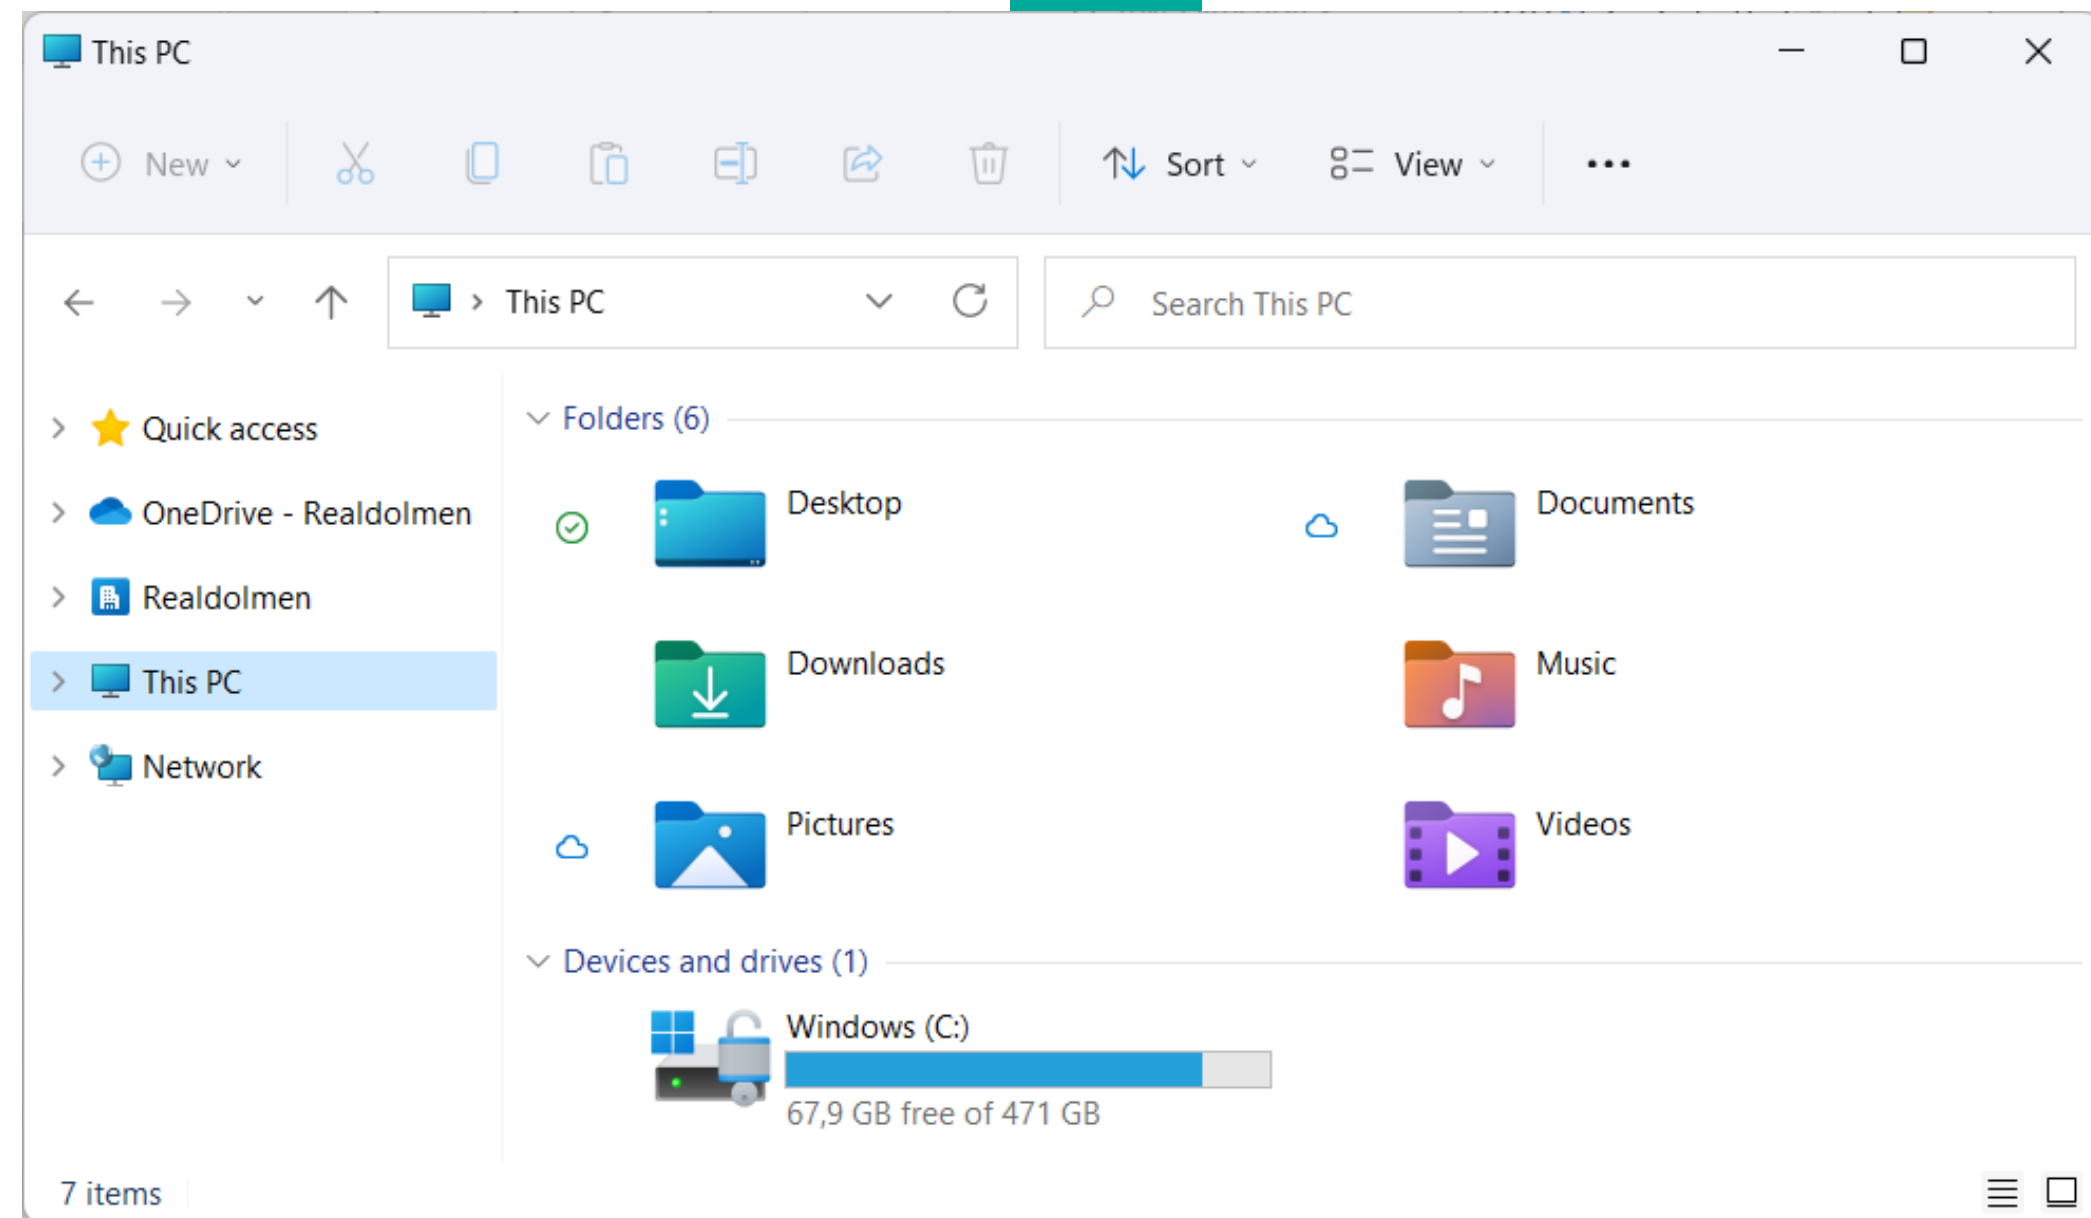 This PC
New
Sort
View
This PC
Search This PC
Quick access
OneDrive - Realdolmen
Realdolmen
This PC
Network
Folders (6)
Desktop
Documents
Downloads
Music
Pictures
Videos
Devices and drives (1)
Windows (C:)
67,9 GB free of 471 GB
7 items